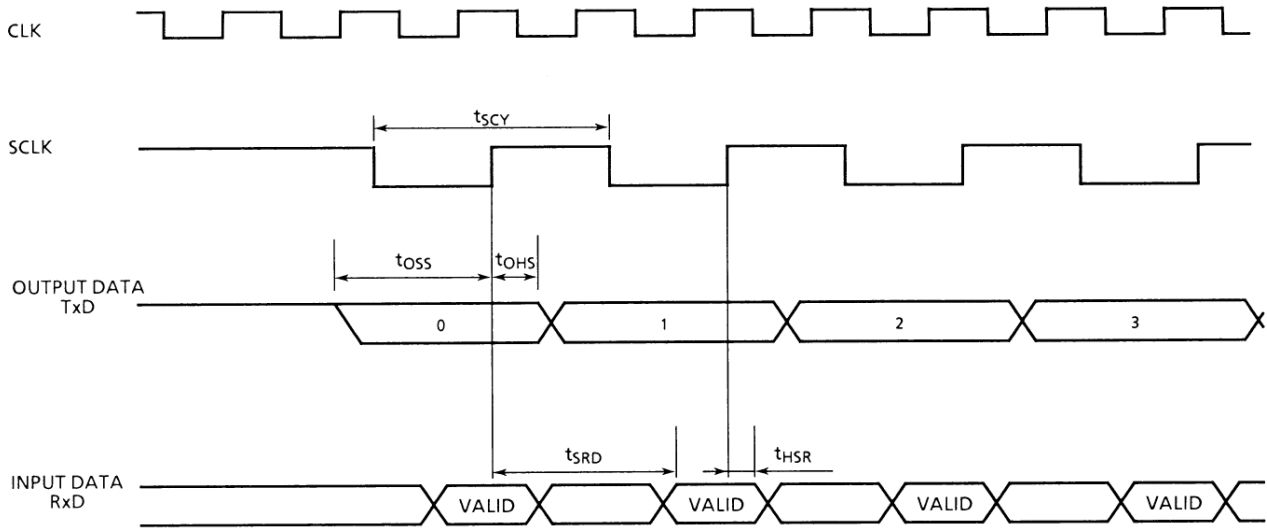 CLK
tSCY
SCLK
tOSS tOHS
OUTPUT DATA
TxD
0 1 2 3
tSRD tHSR
INPUT DATA
RxD
VALID VALID VALID VALID